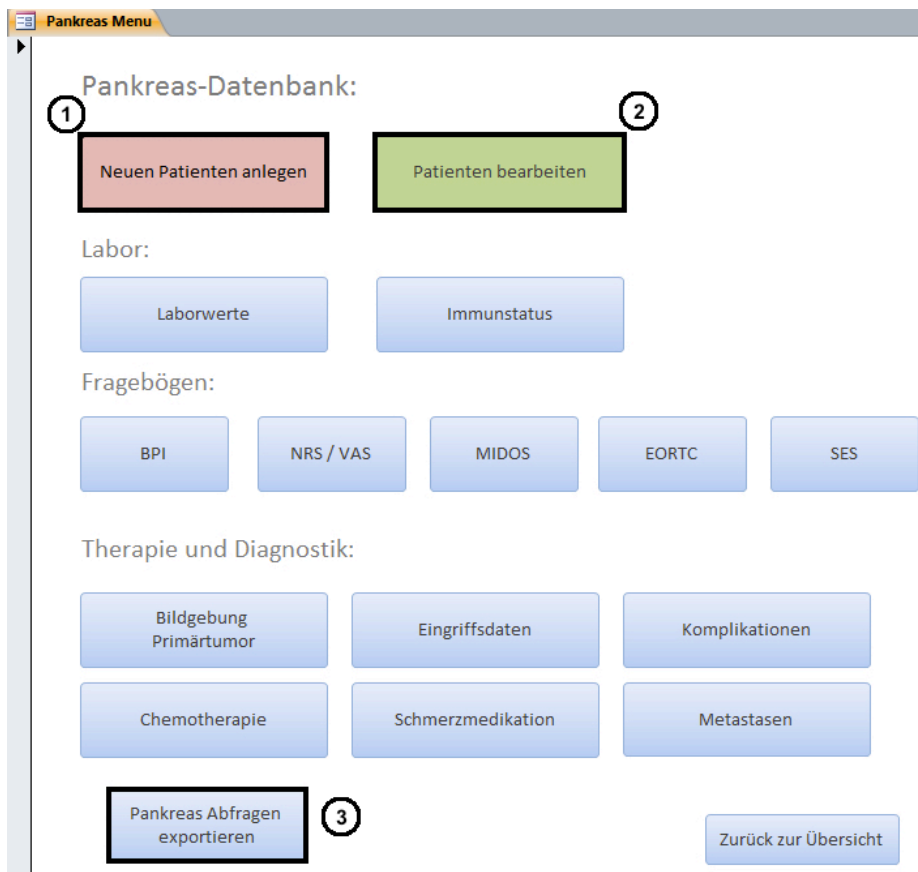 Pankreas Menu
Pankreas-Datenbank:
1
2
Neuen Patienten anlegen
Patienten bearbeiten
Labor:
Laborwerte
Immunstatus
Fragebögen:
BPI
NRS / VAS
MIDOS
EORTC
SES
Therapie und Diagnostik:
Bildgebung
Primärtumor
Eingriffsdaten
Komplikationen
Chemotherapie
Schmerzmedikation
Metastasen
Pankreas Abfragen
exportieren
3
Zurück zur Übersicht